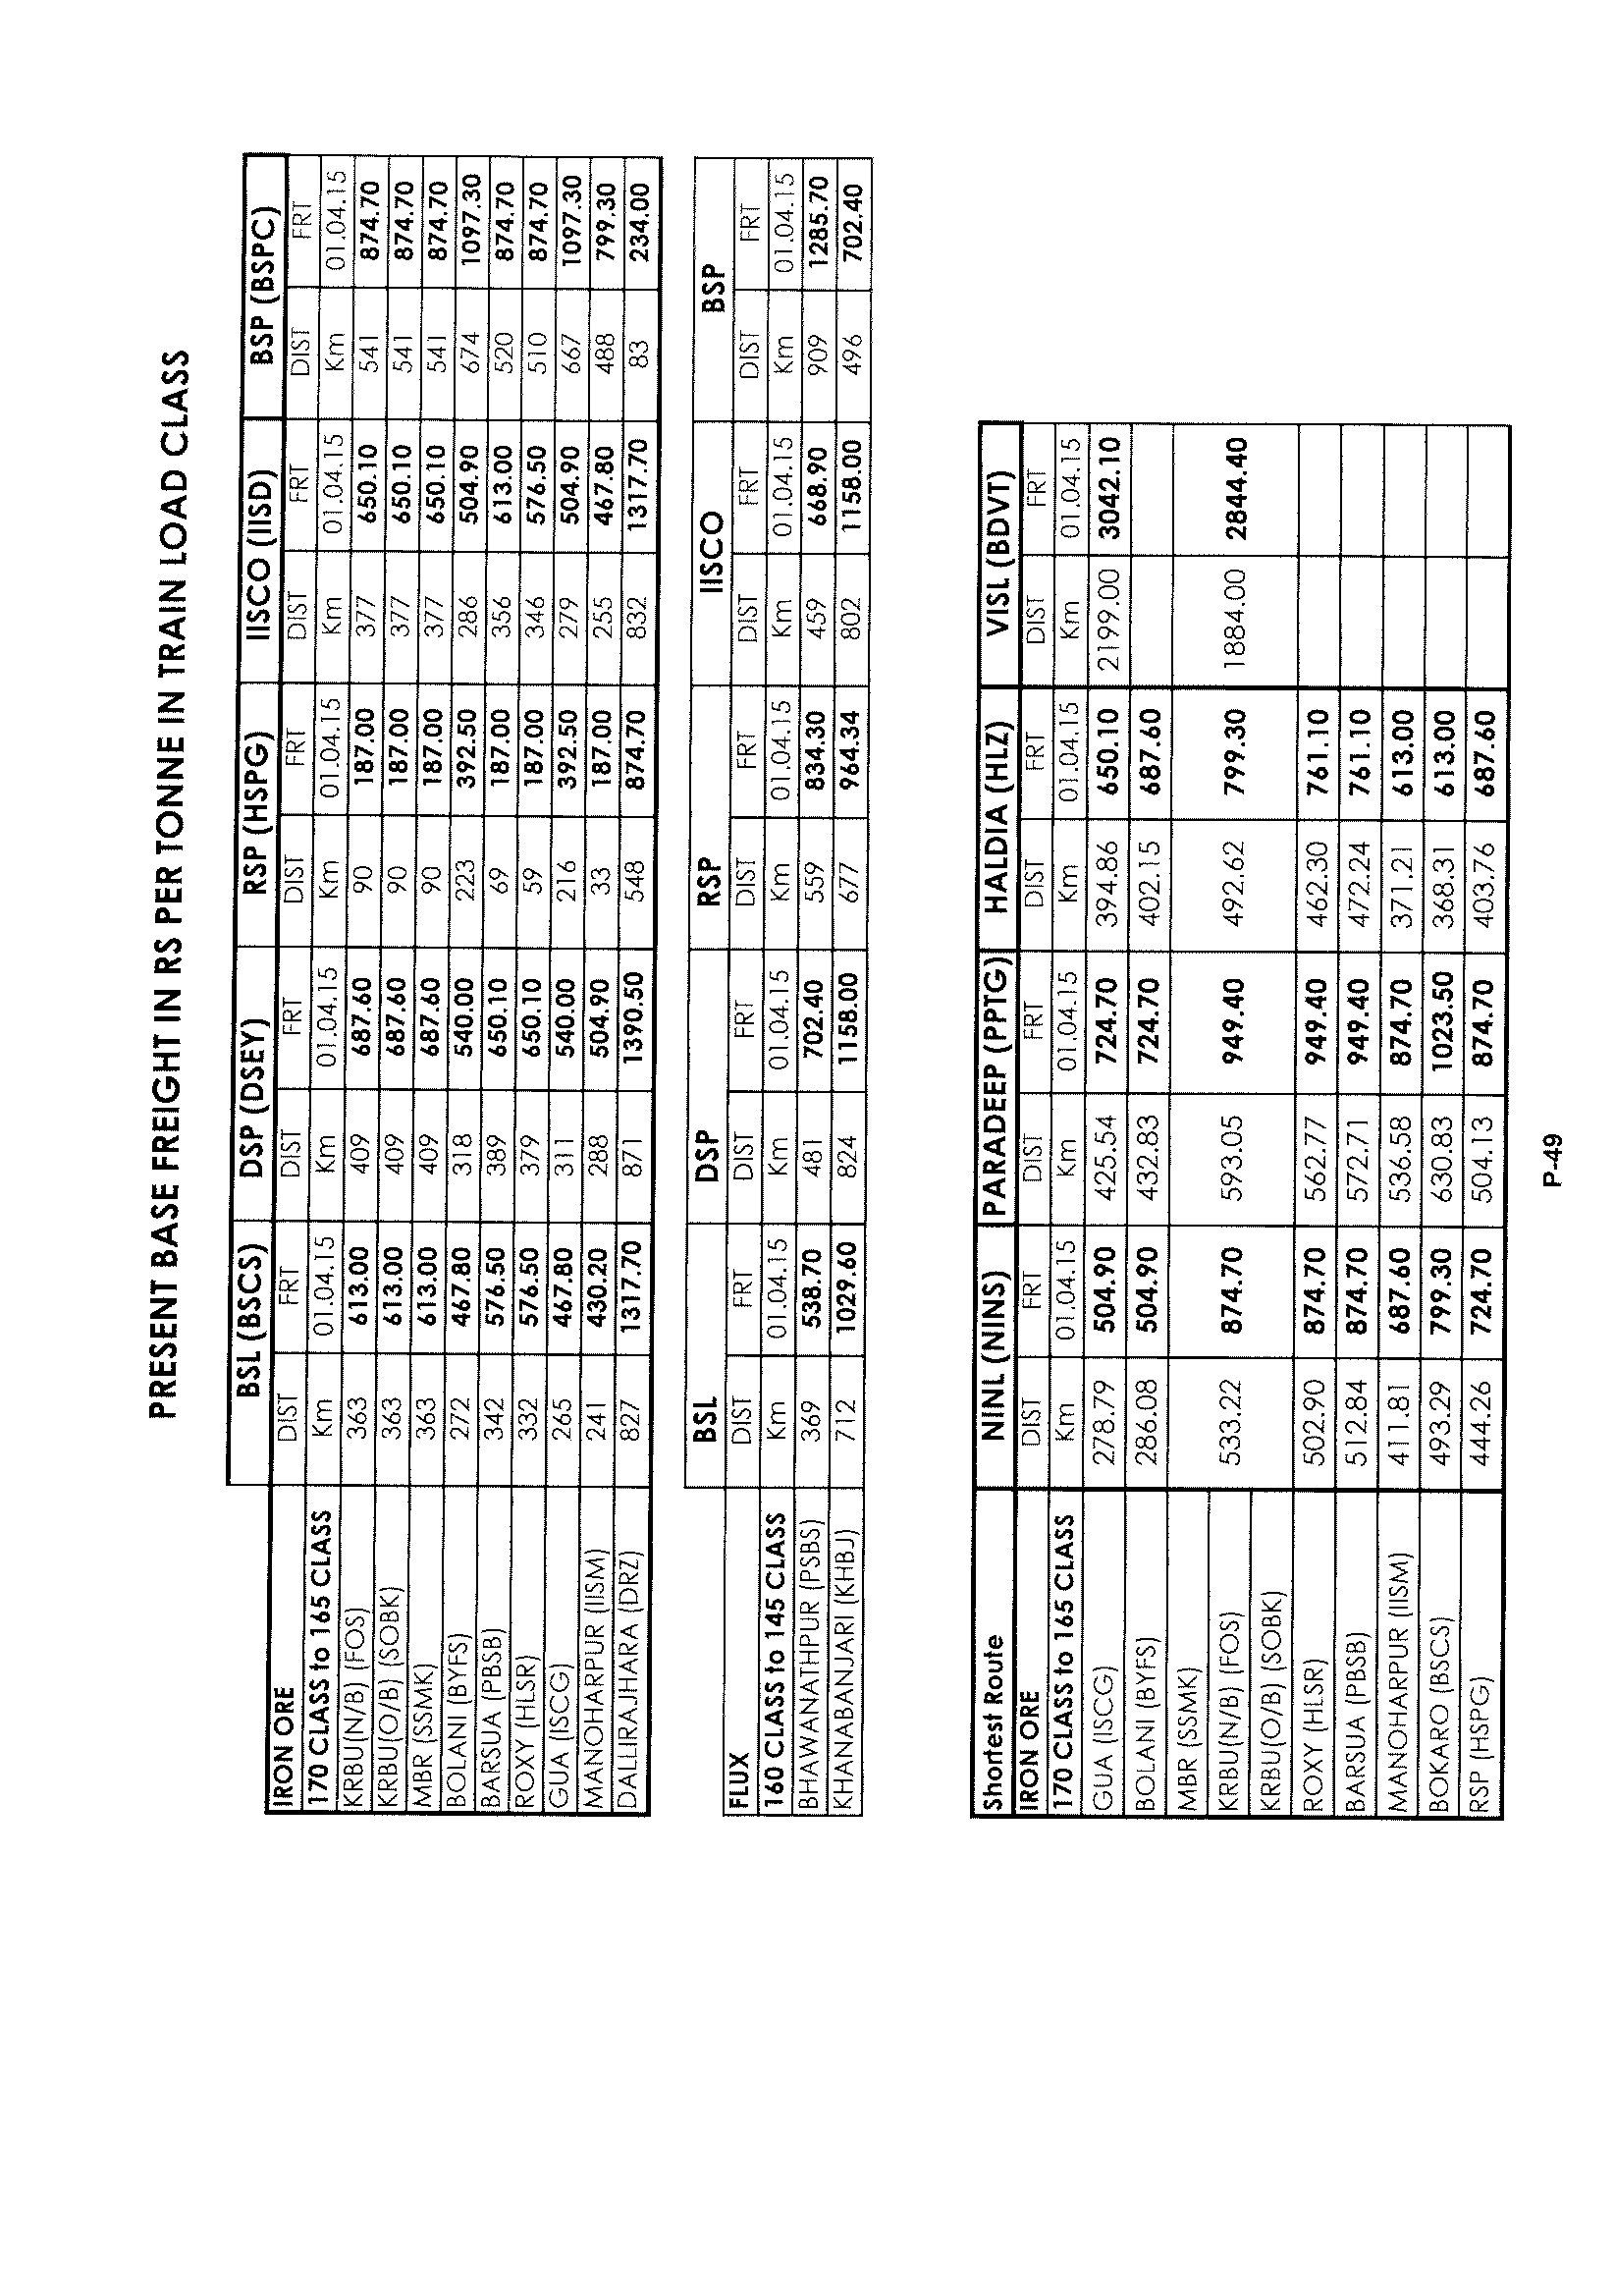 PRESENT BASE FREIGHT IN RS PER TONNE IN TRAIN LOAD CLASS
BSL (BSCS) DSP (DSEY) RSP (HSPG) IISCO (IISD) BSP (BSPC)
IRON ORE DIST FRT DIST FRT DIST FRT DIST FRT DIST FRT
170 CLASS to 165 CLASS Km 01.04.15 Km 01.04.15 Km 01.04.15 Km 01.04.15 Km 01.04.15
KRBU(N/B) (FOS) 363 613.00 409 687.60 90 187.00 377 650.10 541 874.70
KRBU(O/B) (SOBK) 363 613.00 409 687.60 90 187.00 377 650.10 541 874.70
MBR (SSMK) 363 613.00 409 687.60 90 187.00 377 650.10 541 874.70
BOLANI (BYFS) 272 467.80 318 540.00 223 392.50 286 504.90 674 1097.30
BARSUA (PBSB) 342 576.50 389 650.10 69 187.00 356 613.00 520 874.70
ROXY (HLSR) 332 576.50 379 650.10 59 187.00 346 576.50 510 874.70
GUA (ISCG) 265 467.80 311 540.00 216 392.50 279 504.90 667 1097.30
MANOHARPUR (IISM) 241 430.20 288 504.90 33 187.00 255 467.80 488 799.30
DALLIRAJHARA (DRZ) 827 1317.70 871 1390.50 548 874.70 832 1317.70 83 234.00
BSL DSP RSP IISCO BSP
FLUX DIST FRT DIST FRT DIST FRT DIST FRT DIST FRT
160 CLASS to 145 CLASS Km 01.04.15 Km 01.04.15 Km 01.04.15 Km 01.04.15 Km 01.04.15
BHAWANATHPUR (PSBS) 369 538.70 481 702.40 559 834.30 459 668.90 909 1285.70
KHANABANJARI (KHBJ) 712 1029.60 824 1158.00 677 964.34 802 1158.00 496 702.40
Shortest Route NINL (NINS) PARADEEP (PPTG) HALDIA (HLZ) VISL (BDVT)
IRON ORE DIST FRT DIST FRT DIST FRT DIST FRT
170 CLASS to 165 CLASS Km 01.04.15 Km 01.04.15 Km 01.04.15 Km 01.04.15
GUA (ISCG) 278.79 504.90 425.54 724.70 394.86 650.10 2199.00 3042.10
BOLANI (BYFS) 286.08 504.90 432.83 724.70 402.15 687.60
MBR (SSMK)
KRBU(N/B) (FOS) 533.22 874.70 593.05 949.40 492.62 799.30 1884.00 2844.40
KRBU(O/B) (SOBK)
ROXY (HLSR) 502.90 874.70 562.77 949.40 462.30 761.10
BARSUA (PBSB) 512.84 874.70 572.71 949.40 472.24 761.10
MANOHARPUR (IISM) 411.81 687.60 536.58 874.70 371.21 613.00
BOKARO (BSCS) 493.29 799.30 630.83 1023.50 368.31 613.00
RSP (HSPG) 444.26 724.70 504.13 874.70 403.76 687.60
P-49